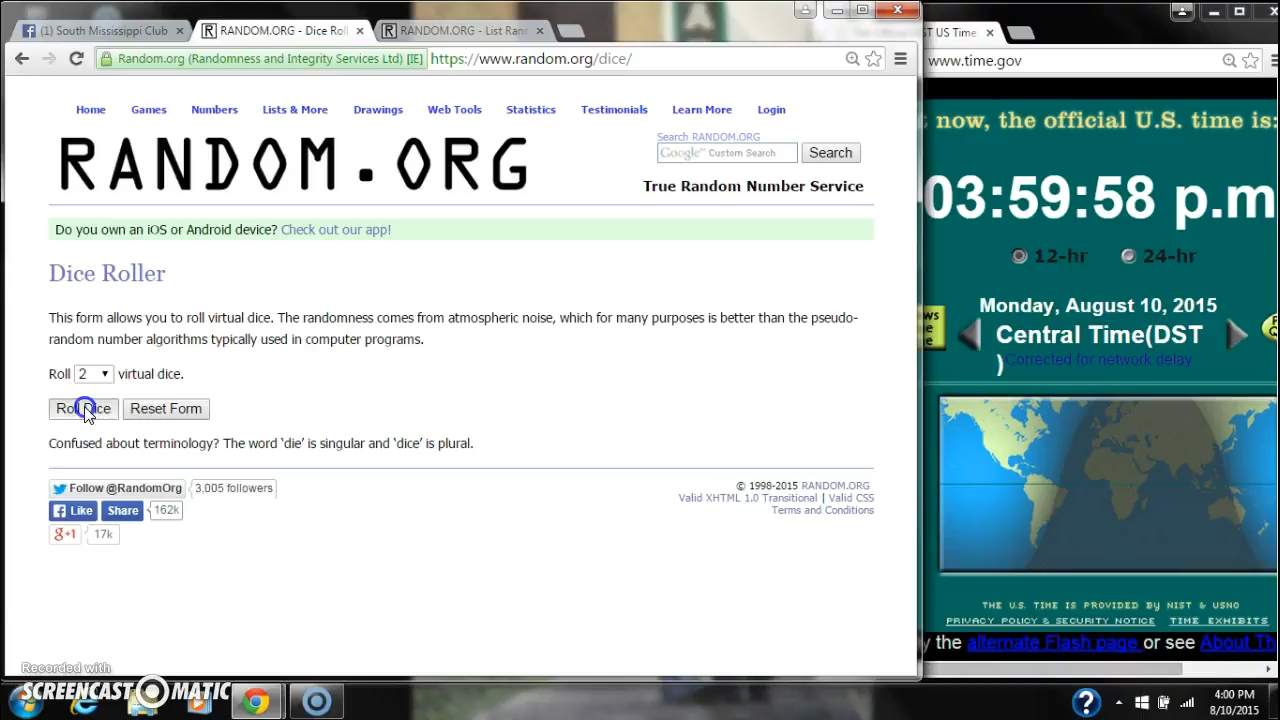 (1) South Mississippi Club
RANDOM.ORG - Dice Roll
RANDOM.ORG - List Ran
Random.org (Randomness and Integrity Services Ltd) [IE]
https://www.random.org/dice/
Home Games Numbers Lists & More Drawings Web Tools Statistics Testimonials Learn More Login
RANDOM.ORG
Search RANDOM.ORG
Google™ Custom Search
Search
True Random Number Service
Do you own an iOS or Android device? Check out our app!
Dice Roller
This form allows you to roll virtual dice. The randomness comes from atmospheric noise, which for many purposes is better than the pseudo-
random number algorithms typically used in computer programs.
Roll 2 virtual dice.
Roll Dice Reset Form
Confused about terminology? The word ‘die’ is singular and ‘dice’ is plural.
Follow @RandomOrg 3,005 followers
Like Share 162k
g+1 17k
© 1998-2015 RANDOM.ORG
Valid XHTML 1.0 Transitional | Valid CSS
Terms and Conditions
ST US Time
www.time.gov
now, the official U.S. time is:
03:59:58 p.m
12-hr 24-hr
Monday, August 10, 2015
Central Time(DST
)
Corrected for network delay
THE U.S. TIME IS PROVIDED BY NIST & USNO
PRIVACY POLICY & SECURITY NOTICE TIME EXHIBITS
y the alternate Flash page or see About Th
Recorded with
SCREENCAST MATIC
4:00 PM
8/10/2015